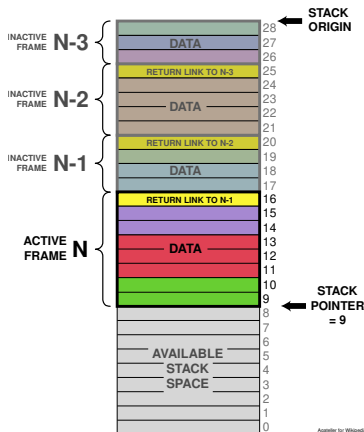 STACK
ORIGIN
INACTIVE
FRAME N-3
DATA
28
27
26
RETURN LINK TO N-3
25
INACTIVE
FRAME N-2
DATA
24
23
22
21
RETURN LINK TO N-2
20
INACTIVE
FRAME N-1
DATA
19
18
17
RETURN LINK TO N-1
16
ACTIVE
FRAME N
DATA
15
14
13
12
11
10
9
STACK
POINTER
= 9
AVAILABLE
STACK
SPACE
8
7
6
5
4
3
2
1
0